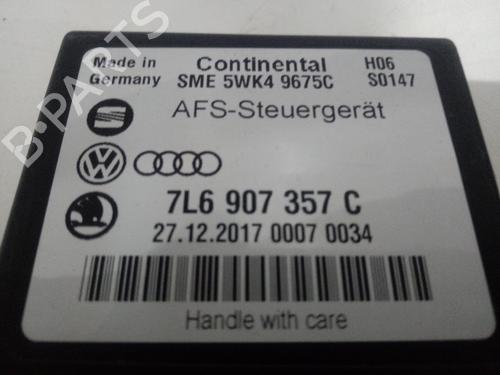 Made in Germany
Continental
SME 5WK4 9675C
H06
S0147
AFS-Steuergerät
7L6 907 357 C
27.12.2017 0007 0034
Handle with care
B-PARTS